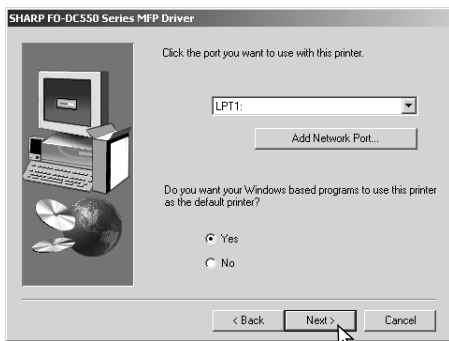 SHARP FO-DC550 Series MFP Driver
Click the port you want to use with this printer.
LPT1:
Add Network Port...
Do you want your Windows based programs to use this printer
as the default printer?
Yes
No
< Back
Next >
Cancel